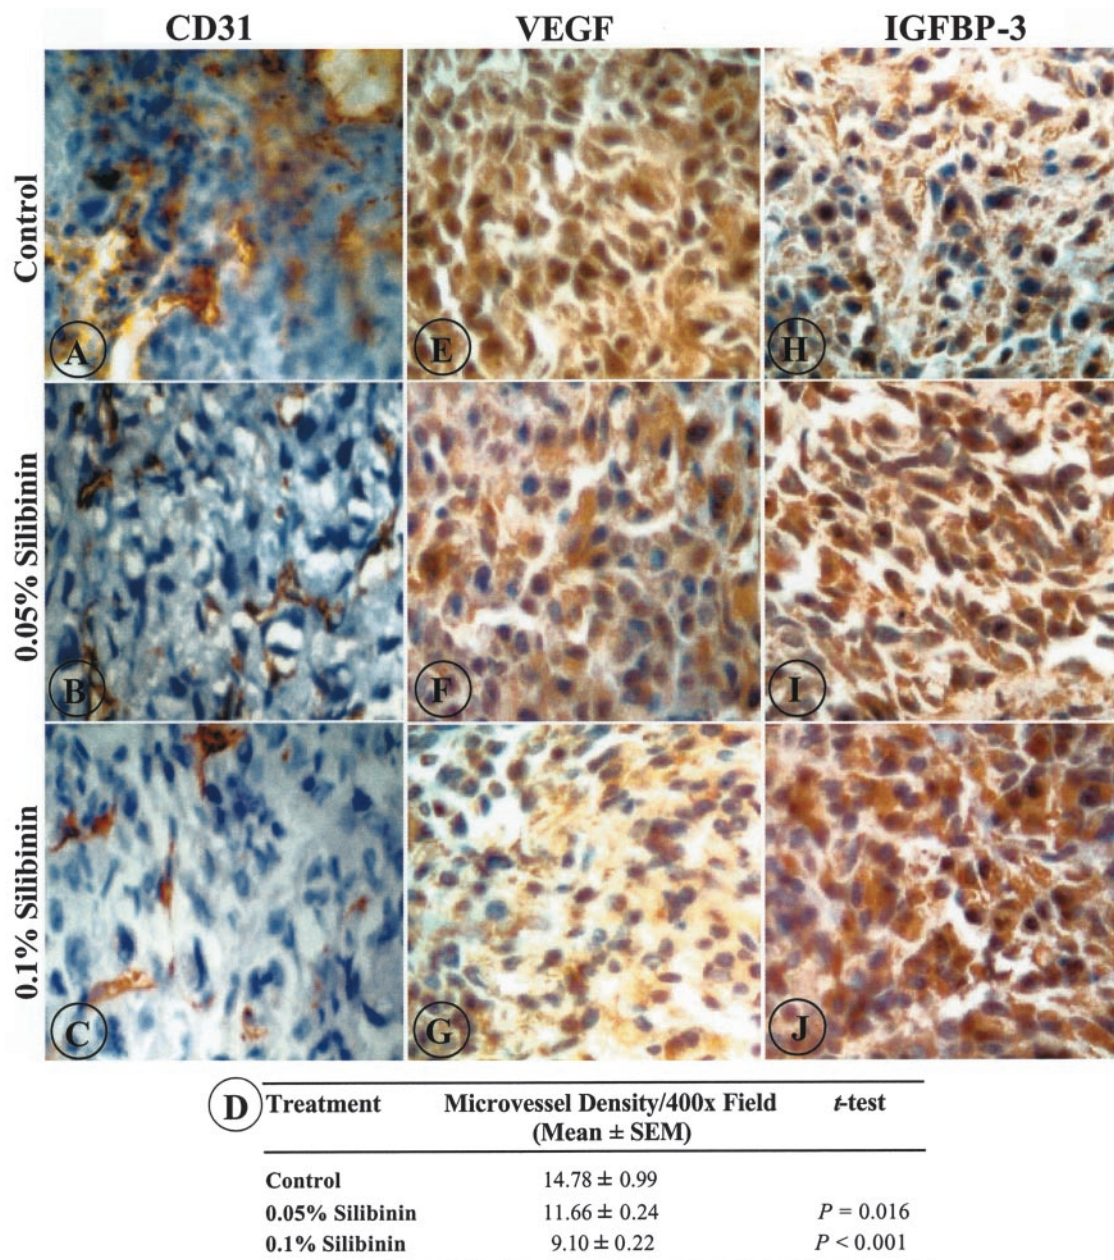 CD31 VEGF IGFBP-3
Control
A E H
0.05% Silibinin
B F I
0.1% Silibinin
C G J
D Treatment Microvessel Density/400x Field t-test
(Mean ± SEM)
Control 14.78 ± 0.99
0.05% Silibinin 11.66 ± 0.24 P = 0.016
0.1% Silibinin 9.10 ± 0.22 P < 0.001